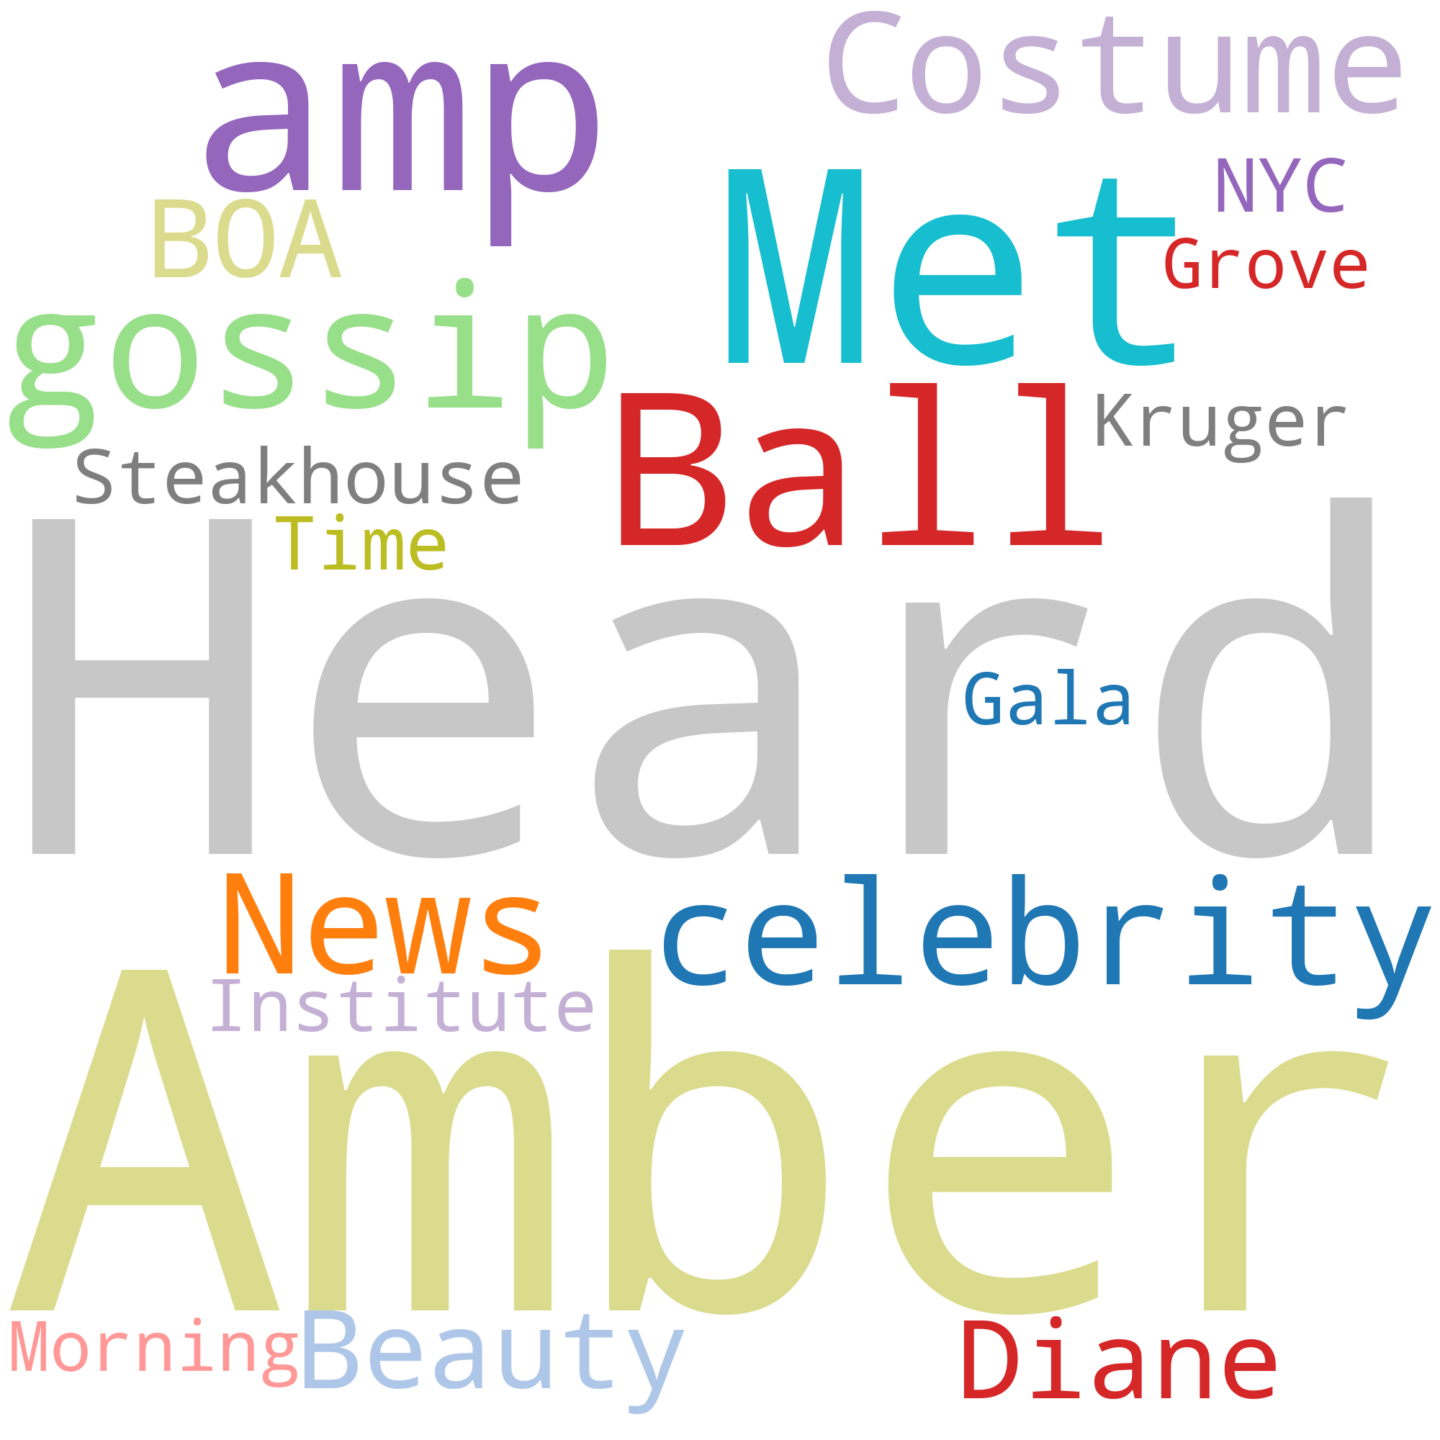 Costume
amp
NYC
Met
BOA
Grove
gossip
Ball
Kruger
Steakhouse
Time
Heard
Gala
News
celebrity
Institute
Amber
Morning
Beauty
Diane